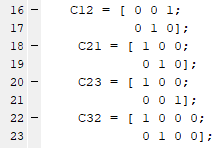 16 – C12 = [ 0 0 1;
17 0 1 0];
18 – C21 = [ 1 0 0;
19 0 1 0];
20 – C23 = [ 1 0 0;
21 0 0 1];
22 – C32 = [ 1 0 0 0;
23 0 1 0 0];